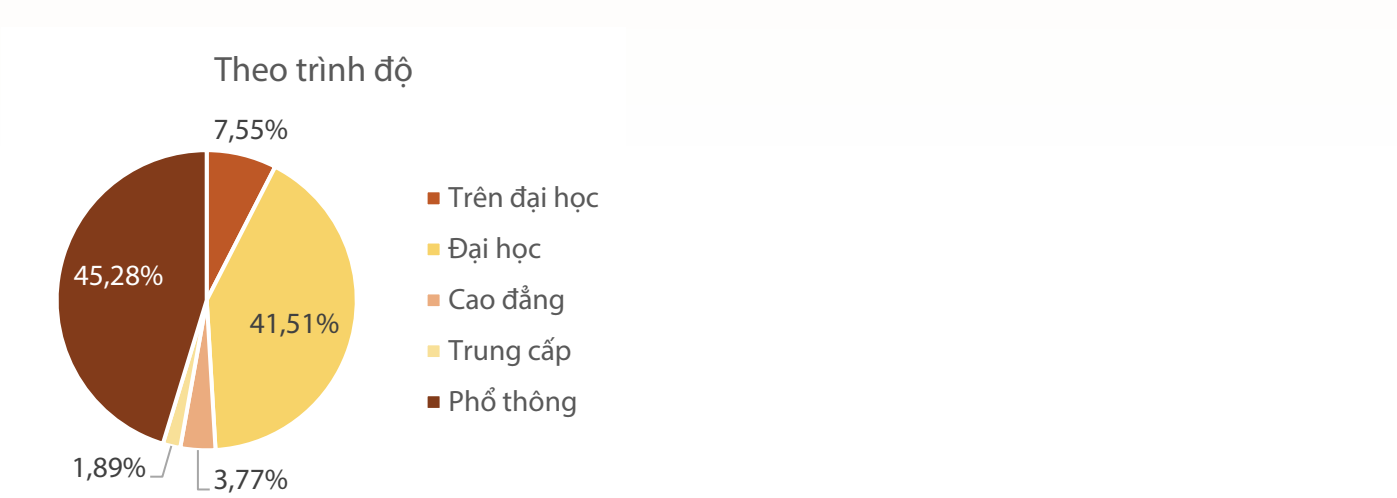 Theo trình độ
7,55%
Trên đại học
Đại học
45,28%
Cao đẳng
41,51%
Trung cấp
Phổ thông
1,89%
3,77%